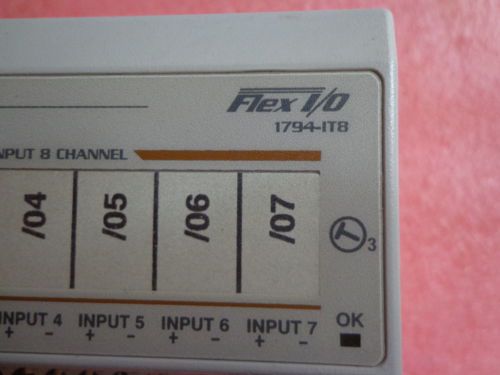 Flex I/O
1794-IT8
NPUT 8 CHANNEL
/04 /05 /06 /07
T 3
INPUT 4 INPUT 5 INPUT 6 INPUT 7 OK
+ - + - + - + -